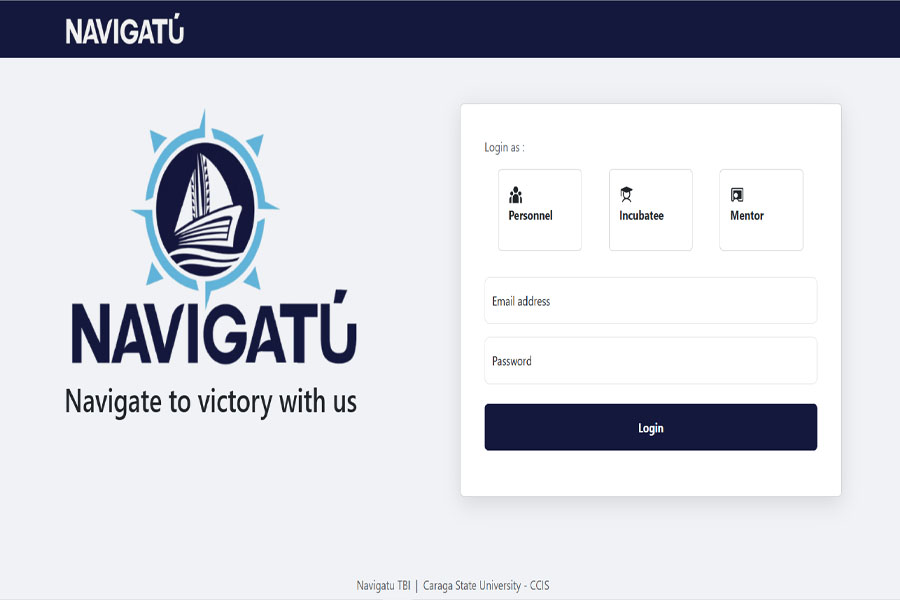 NAVIGATÚ
NAVIGATÚ
Navigate to victory with us
Login as :
Personnel
Incubatee
Mentor
Email address
Password
Login
Navigatu TBI | Caraga State University - CCIS